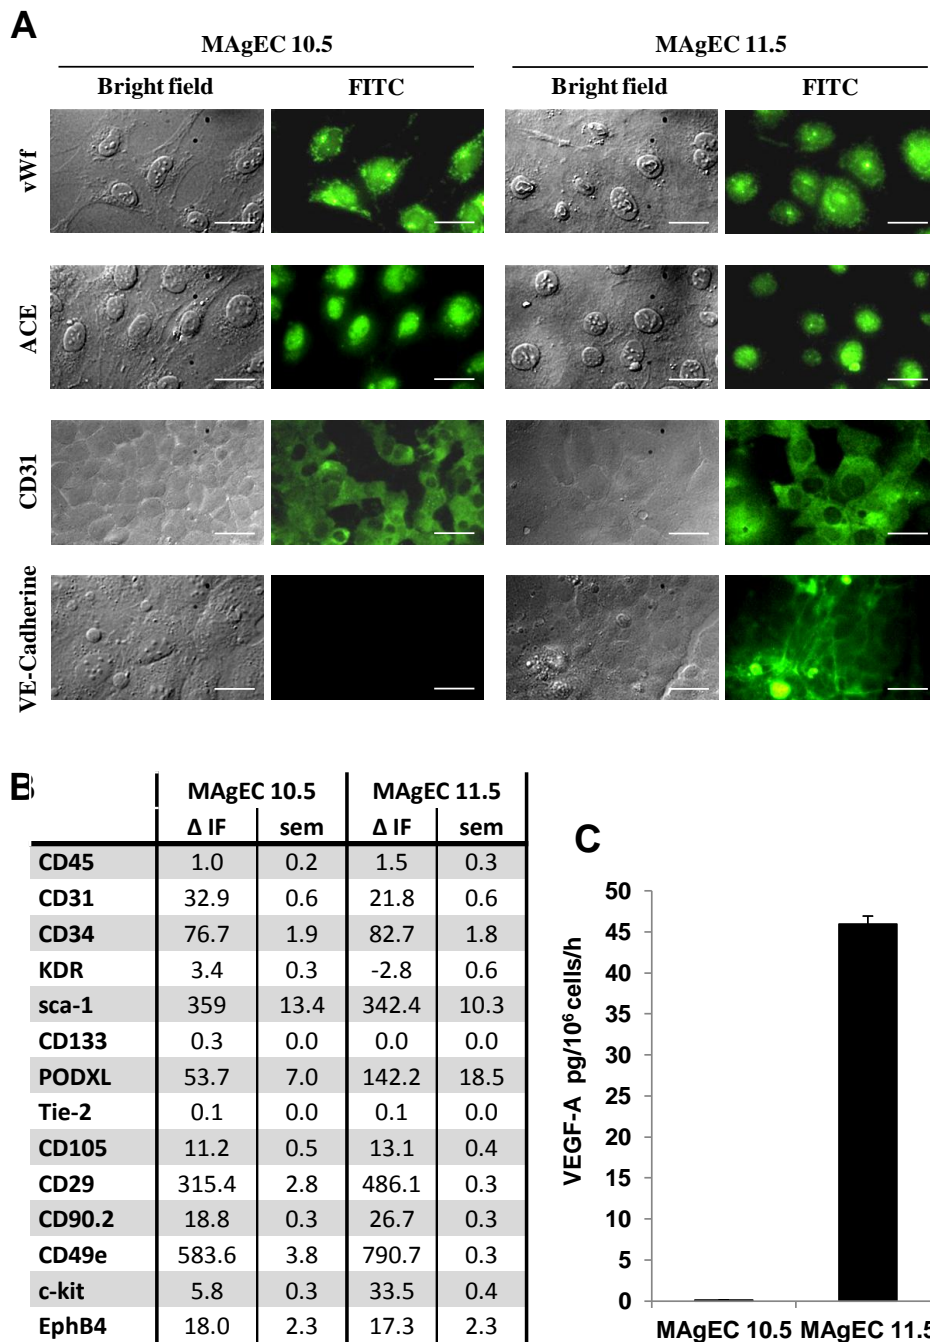 A
MAgEC 10.5 MAgEC 11.5
Bright field FITC Bright field FITC
vWf
ACE
CD31
VE-Cadherine
B
MAgEC 10.5 MAgEC 11.5
Δ IF sem Δ IF sem
CD45 1.0 0.2 1.5 0.3
CD31 32.9 0.6 21.8 0.6
CD34 76.7 1.9 82.7 1.8
KDR 3.4 0.3 -2.8 0.6
sca-1 359 13.4 342.4 10.3
CD133 0.3 0.0 0.0 0.0
PODXL 53.7 7.0 142.2 18.5
Tie-2 0.1 0.0 0.1 0.0
CD105 11.2 0.5 13.1 0.4
CD29 315.4 2.8 486.1 0.3
CD90.2 18.8 0.3 26.7 0.3
CD49e 583.6 3.8 790.7 0.3
c-kit 5.8 0.3 33.5 0.4
EphB4 18.0 2.3 17.3 2.3
C
VEGF-A pg/10⁶ cells/h
50
45
40
35
30
25
20
15
10
5
0
MAgEC 10.5 MAgEC 11.5